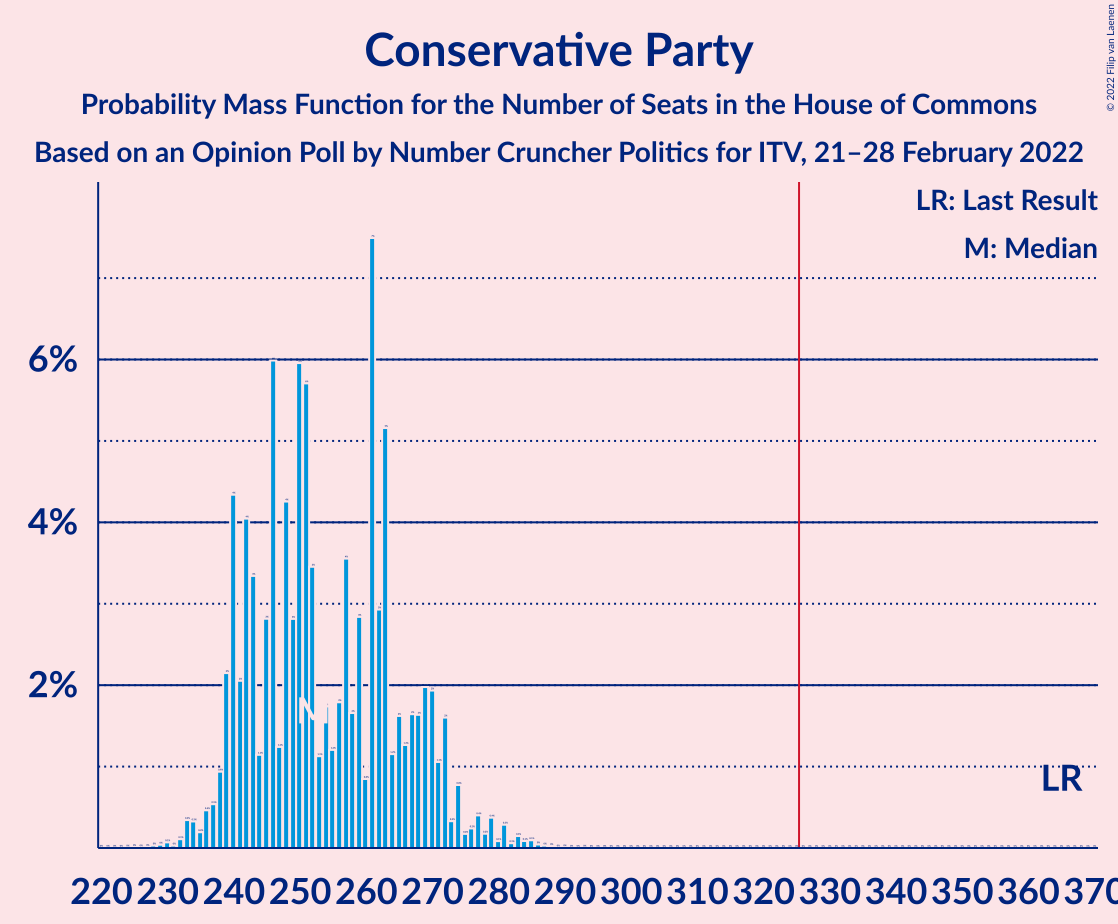 Conservative Party
Probability Mass Function for the Number of Seats in the House of Commons
Based on an Opinion Poll by Number Cruncher Politics for ITV, 21–28 February 2022
© 2022 Filip van Laenen
LR: Last Result
M: Median
6%
4%
2%
M
LR
220 230 240 250 260 270 280 290 300 310 320 330 340 350 360 370